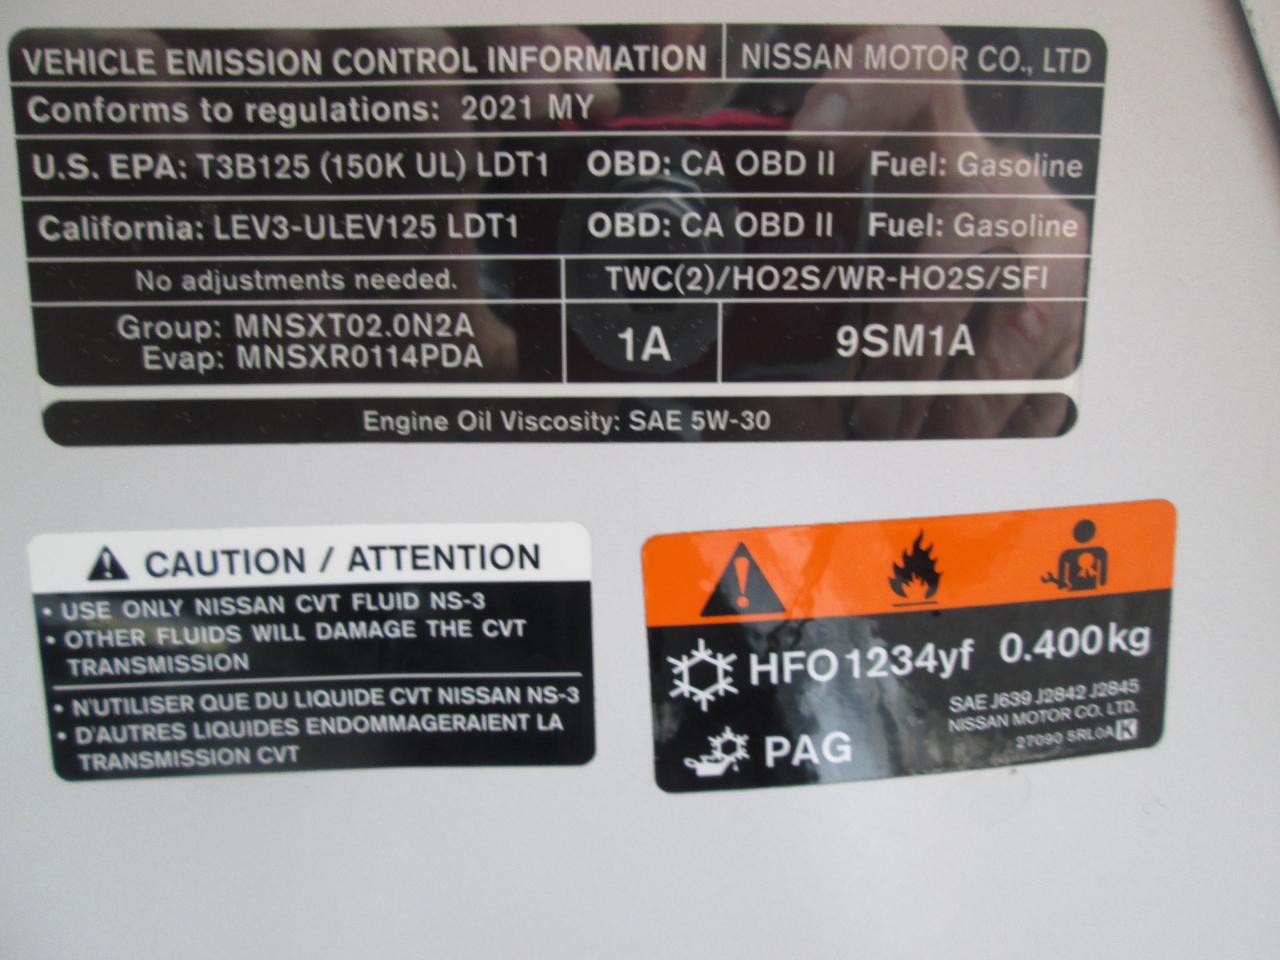 VEHICLE EMISSION CONTROL INFORMATION NISSAN MOTOR CO., LTD
Conforms to regulations: 2021 MY
U.S. EPA: T3B125 (150K UL) LDT1 OBD: CA OBD II Fuel: Gasoline
California: LEV3-ULEV125 LDT1 OBD: CA OBD II Fuel: Gasoline
No adjustments needed. TWC(2)/HO2S/WR-HO2S/SFI
Group: MNSXT02.0N2A
Evap: MNSXR0114PDA
1A
9SM1A
Engine Oil Viscosity: SAE 5W-30
CAUTION / ATTENTION
• USE ONLY NISSAN CVT FLUID NS-3
• OTHER FLUIDS WILL DAMAGE THE CVT
TRANSMISSION
• N'UTILISER QUE DU LIQUIDE CVT NISSAN NS-3
• D'AUTRES LIQUIDES ENDOMMAGERAIENT LA
TRANSMISSION CVT
HFO1234yf 0.400kg
SAE J639 J2842 J2845
NISSAN MOTOR CO. LTD.
27090 5RL0A K
PAG